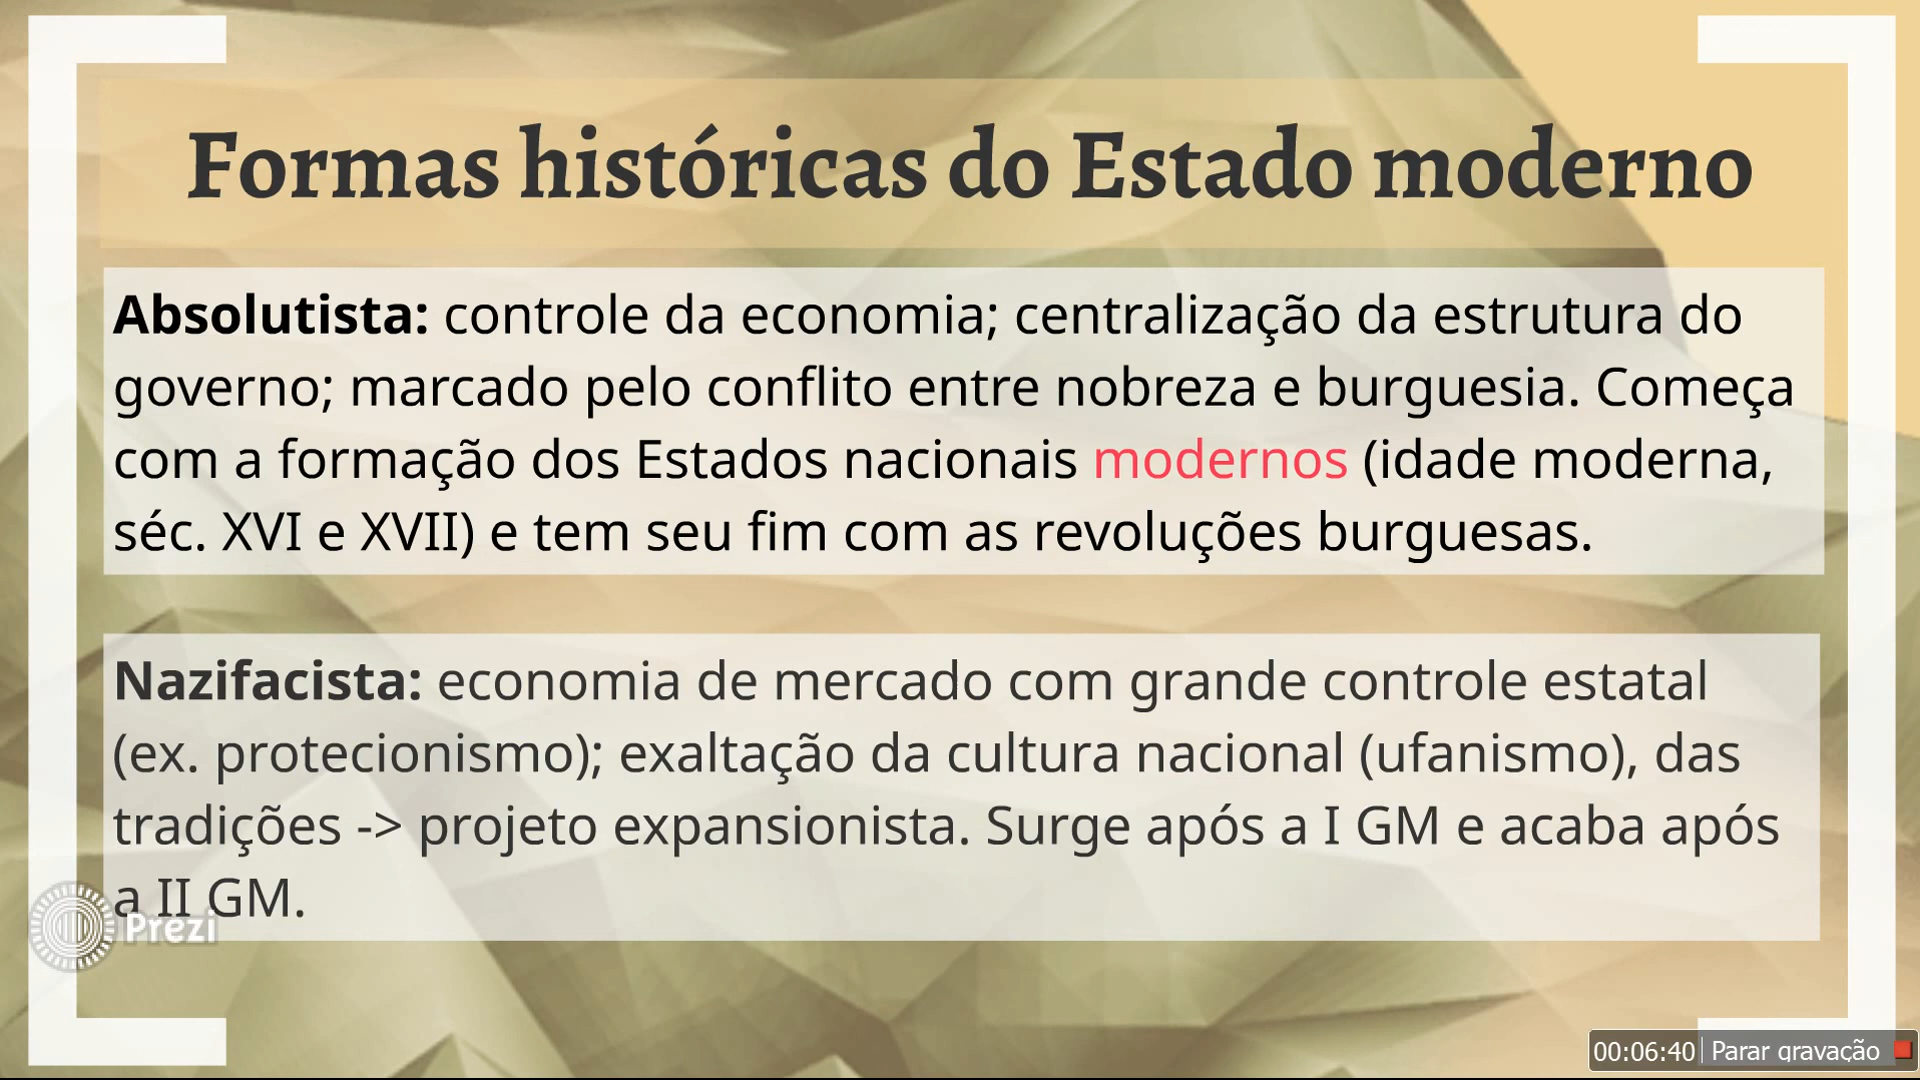 Formas históricas do Estado moderno
Absolutista: controle da economia; centralização da estrutura do
governo; marcado pelo conflito entre nobreza e burguesia. Começa
com a formação dos Estados nacionais modernos (idade moderna,
séc. XVI e XVII) e tem seu fim com as revoluções burguesas.
Nazifacista: economia de mercado com grande controle estatal
(ex. protecionismo); exaltação da cultura nacional (ufanismo), das
tradições -> projeto expansionista. Surge após a I GM e acaba após
a II GM.
Prezi
00:06:40 Parar gravação